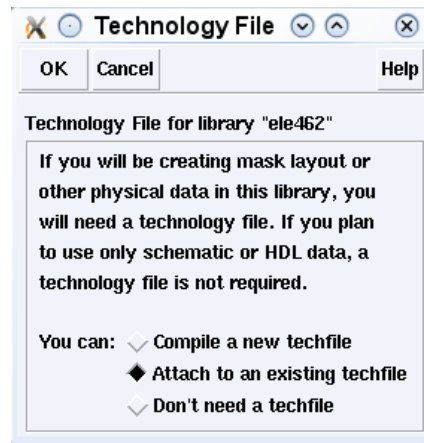 Technology File
OK Cancel Help
Technology File for library "ele462"
If you will be creating mask layout or
other physical data in this library, you
will need a technology file. If you plan
to use only schematic or HDL data, a
technology file is not required.
You can: Compile a new techfile
Attach to an existing techfile
Don't need a techfile